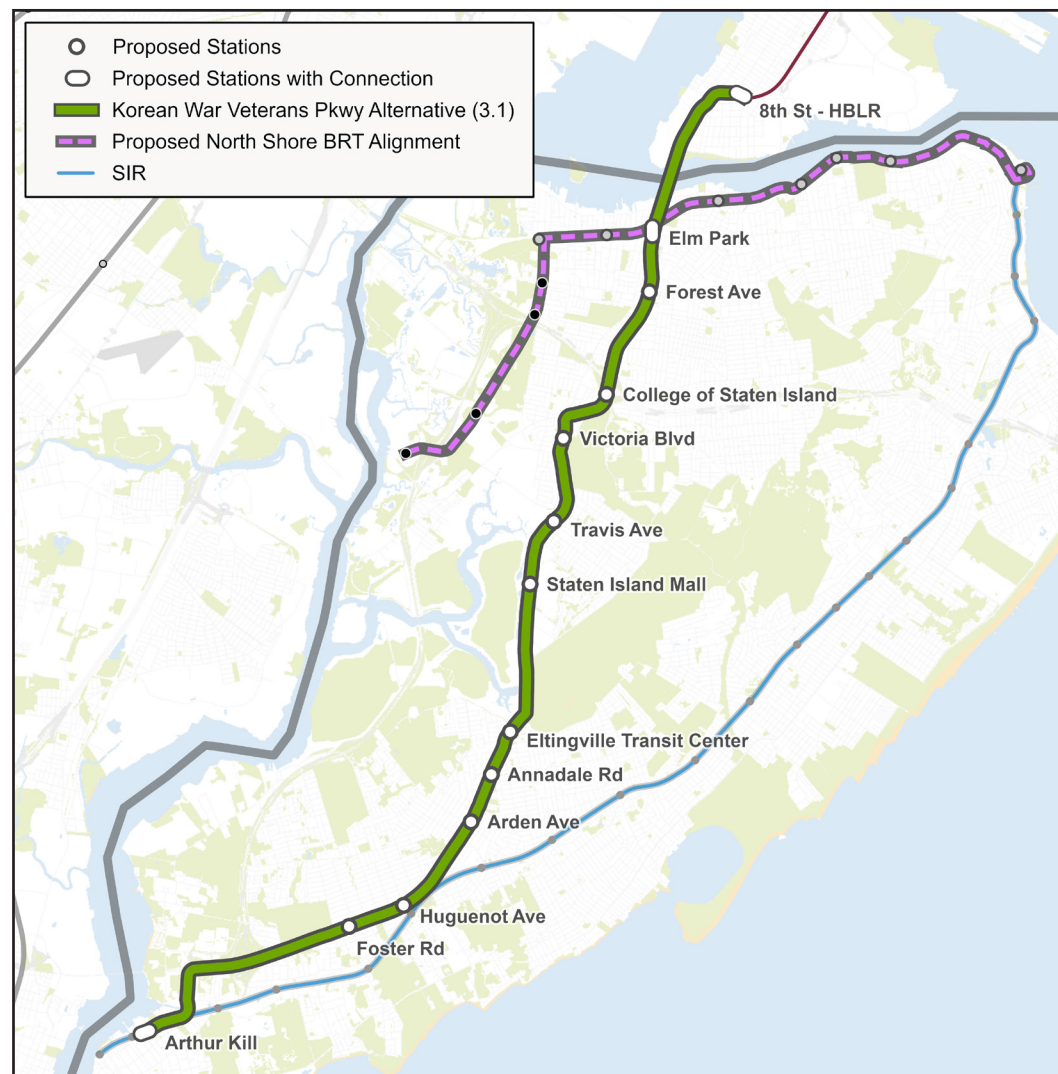 Proposed Stations
Proposed Stations with Connection
Korean War Veterans Pkwy Alternative (3.1)
Proposed North Shore BRT Alignment
SIR
8th St - HBLR
Elm Park
Forest Ave
College of Staten Island
Victoria Blvd
Travis Ave
Staten Island Mall
Eltingville Transit Center
Annadale Rd
Arden Ave
Huguenot Ave
Foster Rd
Arthur Kill